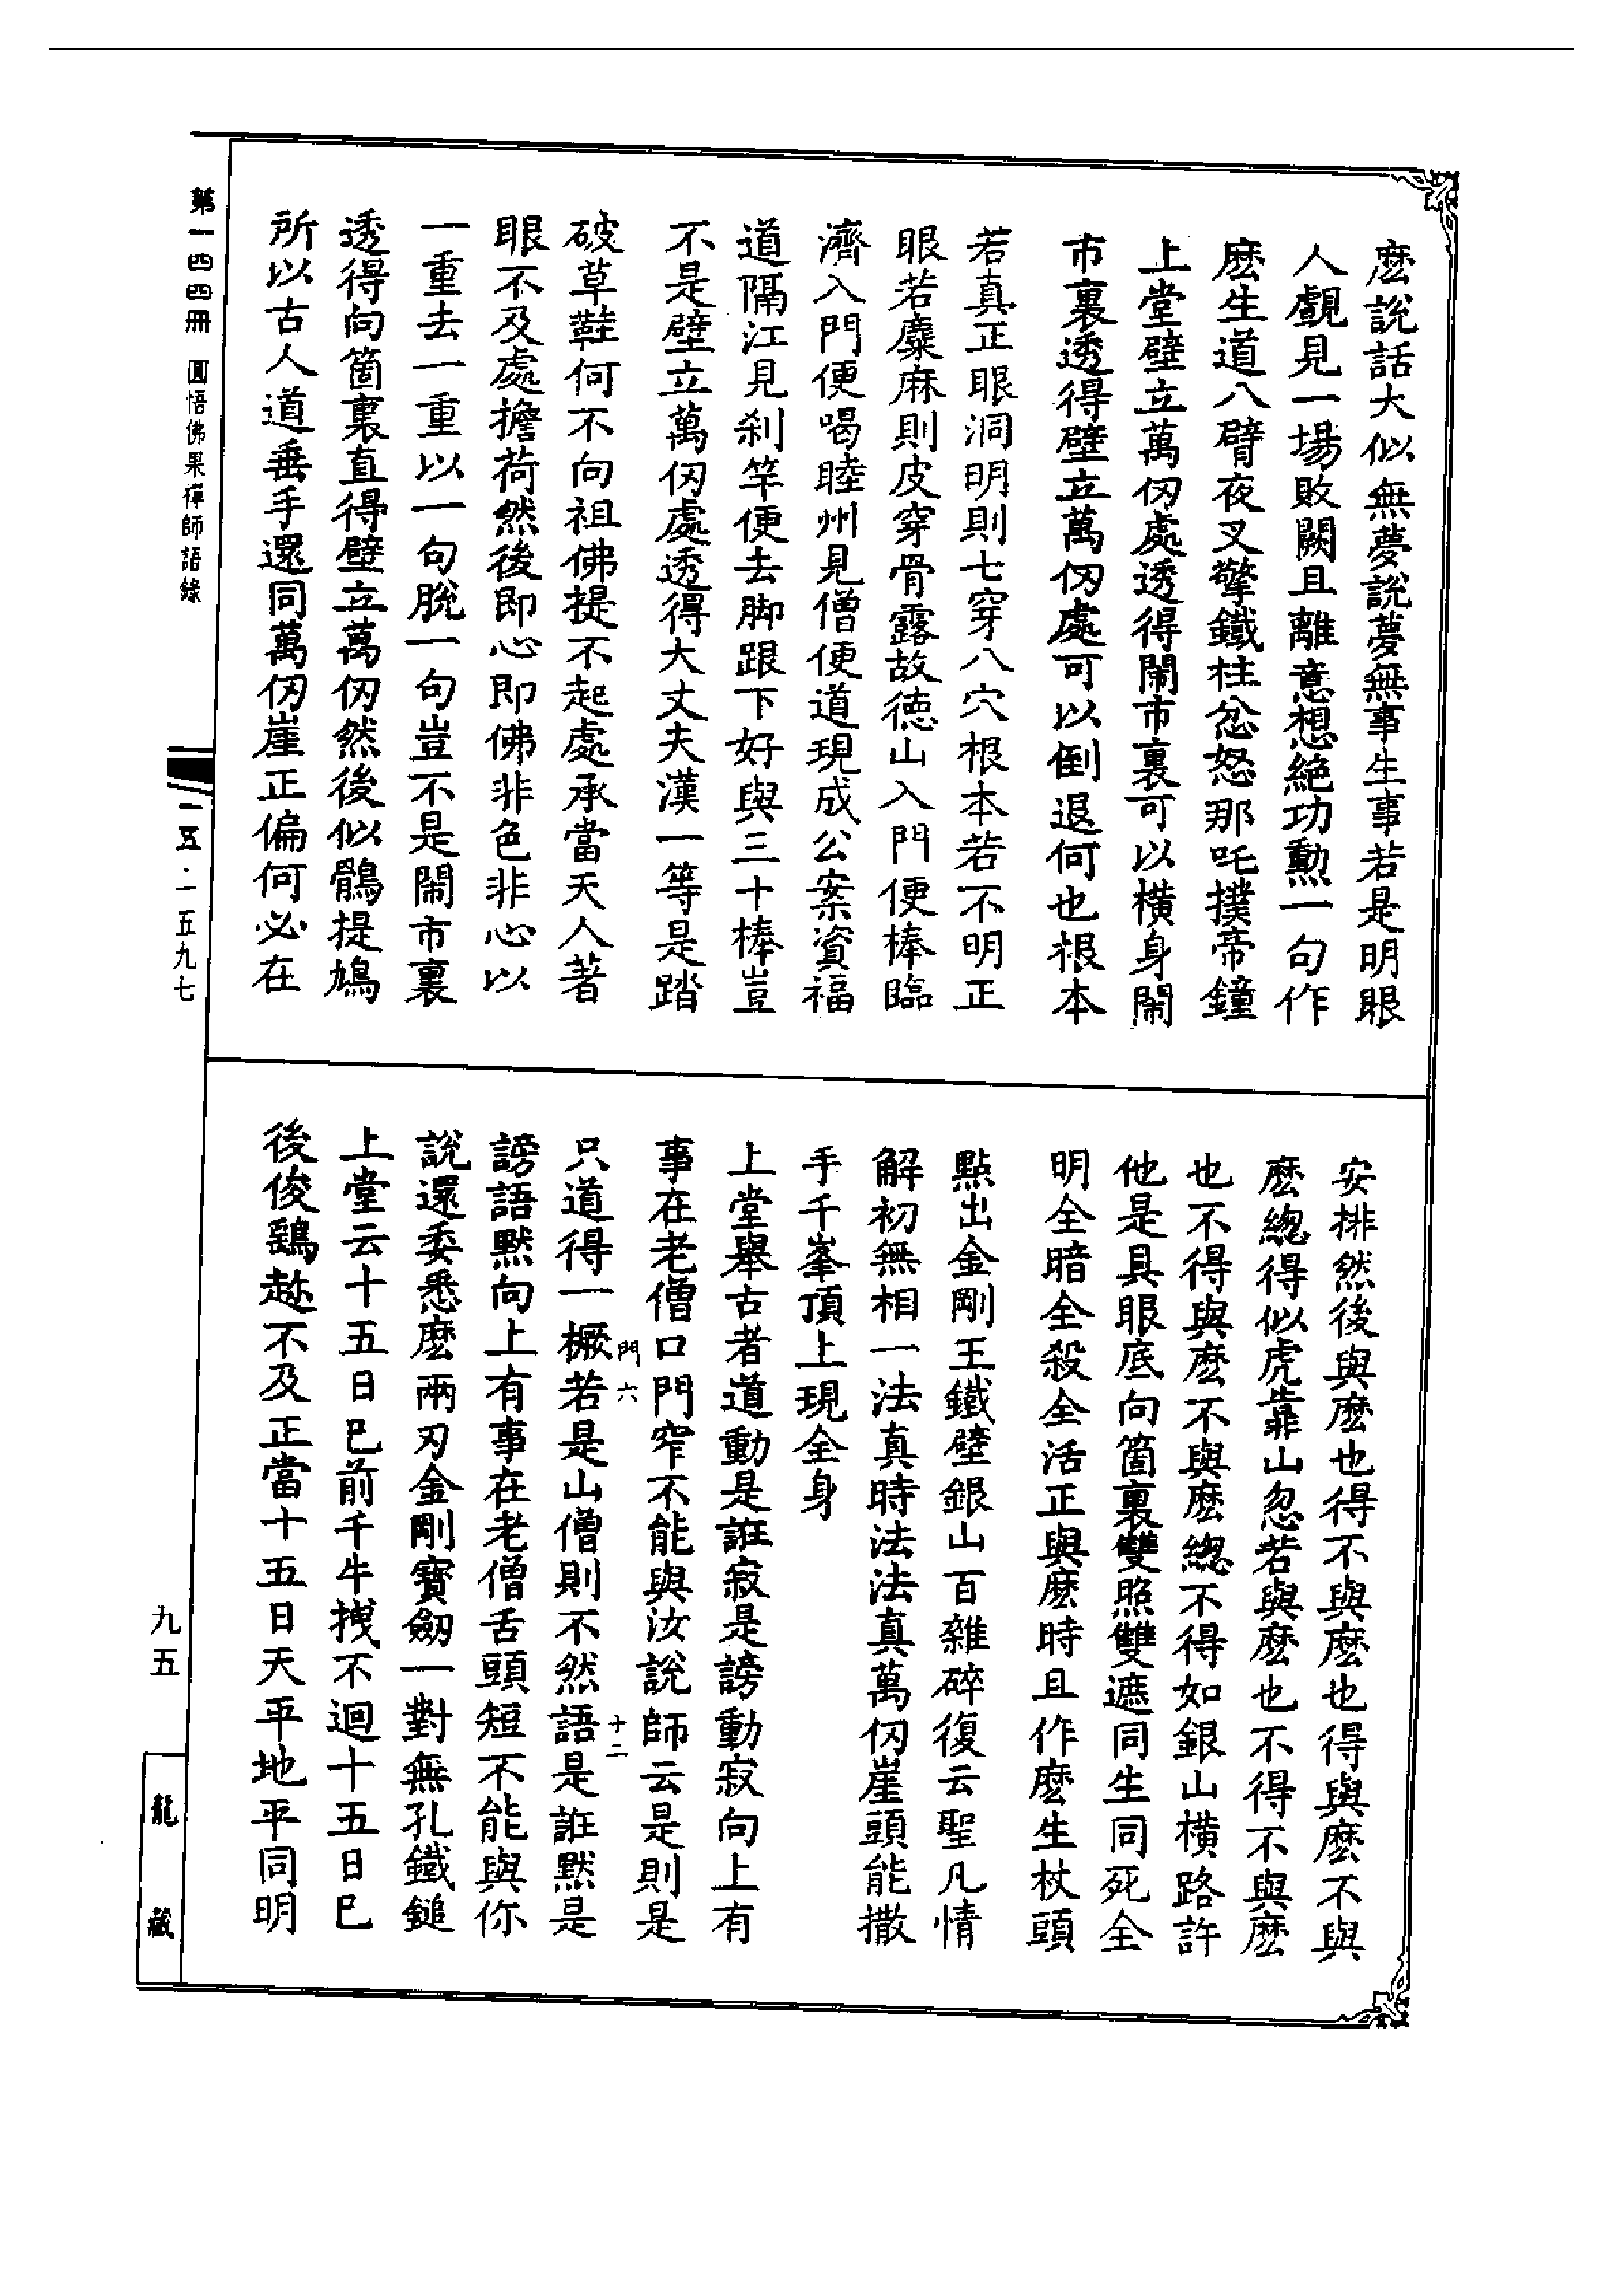 麽說話大似無夢說夢無事生事若是明眼
人覰見一場敗闕且離意想絶功勲一句作
麽生道八臂夜叉擎鐵柱忿怒那吒撲帝鐘
上堂壁立萬仞處透得鬧市裏可以橫身鬧
市裏透得壁立萬仞處可以倒退何也根本
若真正眼洞明則七穿八穴根本若不明正
眼若麋麻則皮穿骨露故德山入門便棒臨
濟入門便喝睦州見僧便道現成公案資福
道隔江見刹竿便去脚跟下好與三十棒豈
不是壁立萬仞處透得大丈夫漢一等是踏
破草鞋何不向祖佛提不起處承當天人著
眼不及處擔荷然後即心即佛非色非心以
一重去一重以一句脫一句豈不是鬧市裏
透得向箇裏直得壁立萬仞然後似鶻提鳩
所以古人道垂手還同萬仞崖正偏何必在
安排然後與麽也得不與麽也得與麽不與
麽總得似虎靠山忽若與麽也不得不與麽
也不得與麽不與麽總不得如銀山橫路許
他是具眼底向箇裏雙照雙遮同生同死全
明全暗全殺全活正與麽時且作麽生杖頭
點出金剛王鐵壁銀山百雜碎復云聖凡情
解初無相一法真時法法真萬仞崖頭能撒
手千峯頂上現全身
上堂舉古者道動是誑寂是謗動寂向上有
事在老僧口門窄不能與汝說師云是則是
門六
十二
只道得一橛若是山僧則不然語是誑默是
謗語默向上有事在老僧舌頭短不能與你
說還委悉麽兩刃金剛寶劒一對無孔鐵鎚
上堂云十五日已前千牛拽不迴十五日已
後俊鷂趂不及正當十五日天平地平同明
第一四四冊 圓悟佛果禪師語錄
一五·一五九七
九五
龍藏